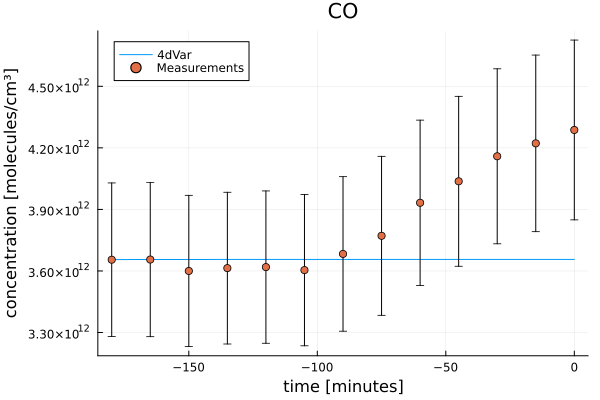 CO
4dVar
Measurements
concentration [molecules/cm³]
4.50×10¹²
4.20×10¹²
3.90×10¹²
3.60×10¹²
3.30×10¹²
−150
−100
−50
0
time [minutes]